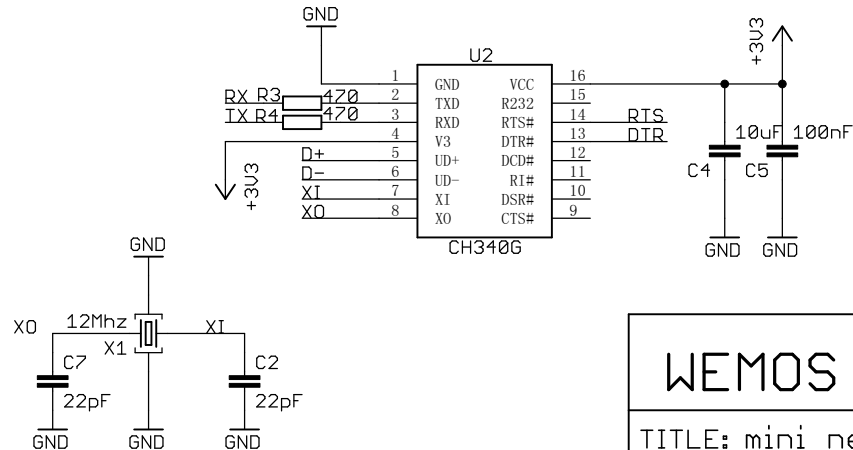 GND
U2
+3V3
1 GND VCC 16
RX R3 470 2 TXD R232 15
TX R4 470 3 RXD RTS# 14 RTS
4 V3 DTR# 13 DTR
D+ 5 UD+ DCD# 12
D- 6 UD- RI# 11
XI 7 XI DSR# 10
XO 8 XO CTS# 9
+3V3
10uF 100nF
C4 C5
CH340G
GND GND
GND
XO 12Mhz XI
X1
C7 C2
22pF 22pF
GND GND GND
WEMOS
TITLE: mini ne